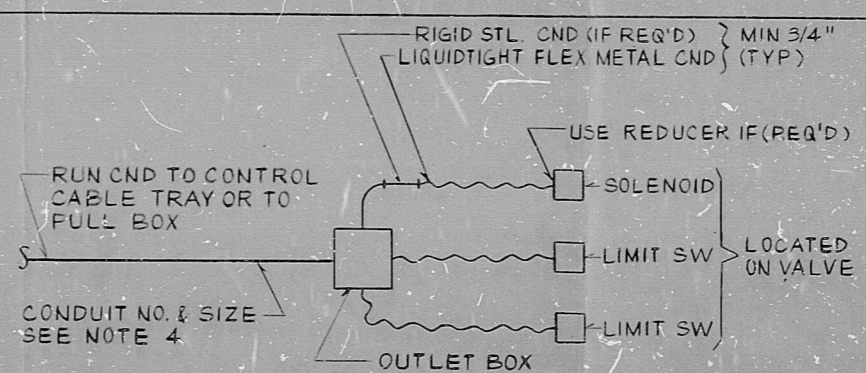 RIGID STL. CND (IF REQ'D)
LIQUIDTIGHT FLEX METAL CND
MIN 3/4"
(TYP)
USE REDUCER IF (REQ'D)
RUN CND TO CONTROL
CABLE TRAY OR TO
PULL BOX
SOLENOID
LIMIT SW
LOCATED
ON VALVE
CONDUIT NO. & SIZE
SEE NOTE 4
LIMIT SW
OUTLET BOX